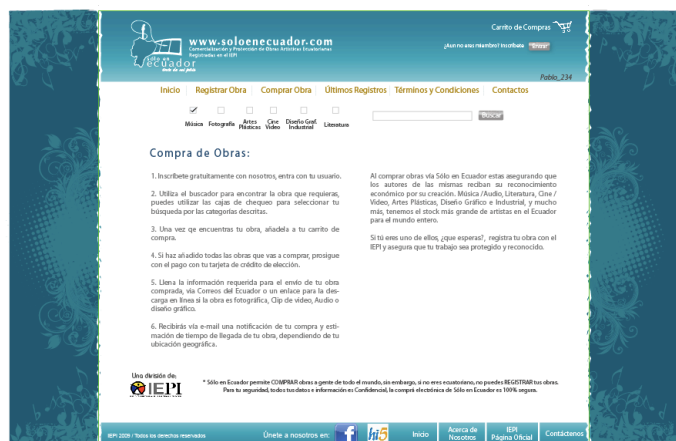 Carrito de Compras
www.soloenecuador.com
Comercialización y Protección de Obras Artísticas Ecuatorianas
Registradas en el IEPI
¿Aun no eres miembro? Inscríbete
Entrar
Sólo en
ecuador
Pablo_234
Inicio
Registrar Obra
Comprar Obra
Últimos Registros
Términos y Condiciones
Contactos
Música
Fotografía
Artes Plásticas
Cine Video
Diseño Graf. Industrial
Literatura
Buscar
Compra de Obras:
1. Inscríbete gratuitamente con nosotros, entra con tu usuario.
2. Utiliza el buscador para encontrar la obra que requieras,
puedes utilizar las cajas de chequeo para seleccionar tu
búsqueda por las categorías descritas.
3. Una vez qe encuentras tu obra, añadela a tu carrito de
compra.
4. Si haz añadido todas las obras que vas a comprar, prosigue
con el pago con tu tarjeta de crédito de elección.
5. Llena la información requerida para el envío de tu obra
comprada, vía Correos del Ecuador o un enlace para la des-
carga en línea si la obra es fotográfica, Clip de video, Audio o
diseño gráfico.
6. Recibirás vía e-mail una notificación de tu compra y esti-
mación de tiempo de llegada de tu obra, dependiendo de tu
ubicación geográfica.
Al comprar obras vía Sólo en Ecuador estas asegurando que
los autores de las mismas reciban su reconocimiento
económico por su creación. Música /Audio, Literatura, Cine /
Video, Artes Plásticas, Diseño Gráfico e Industrial, y mucho
más, tenemos el stock más grande de artistas en el Ecuador
para el mundo entero.
Si tú eres uno de ellos, ¿que esperas?, registra tu obra con el
IEPI y asegura que tu trabajo sea protegido y reconocido.
Una división de:
IEPI
* Sólo en Ecuador permite COMPRAR obras a gente de todo el mundo, sin embargo, si no eres ecuatoriano, no puedes REGISTRAR tus obras.
Para tu seguridad, todos tus datos e información es Confidencial, la compra electrónica de Sólo en Ecuador es 100% segura.
IEPI 2009 / Todos los derechos reservados
Únete a nosotros en:
f
hi5
Inicio
Acerca de Nosotros
IEPI Página Oficial
Contáctenos